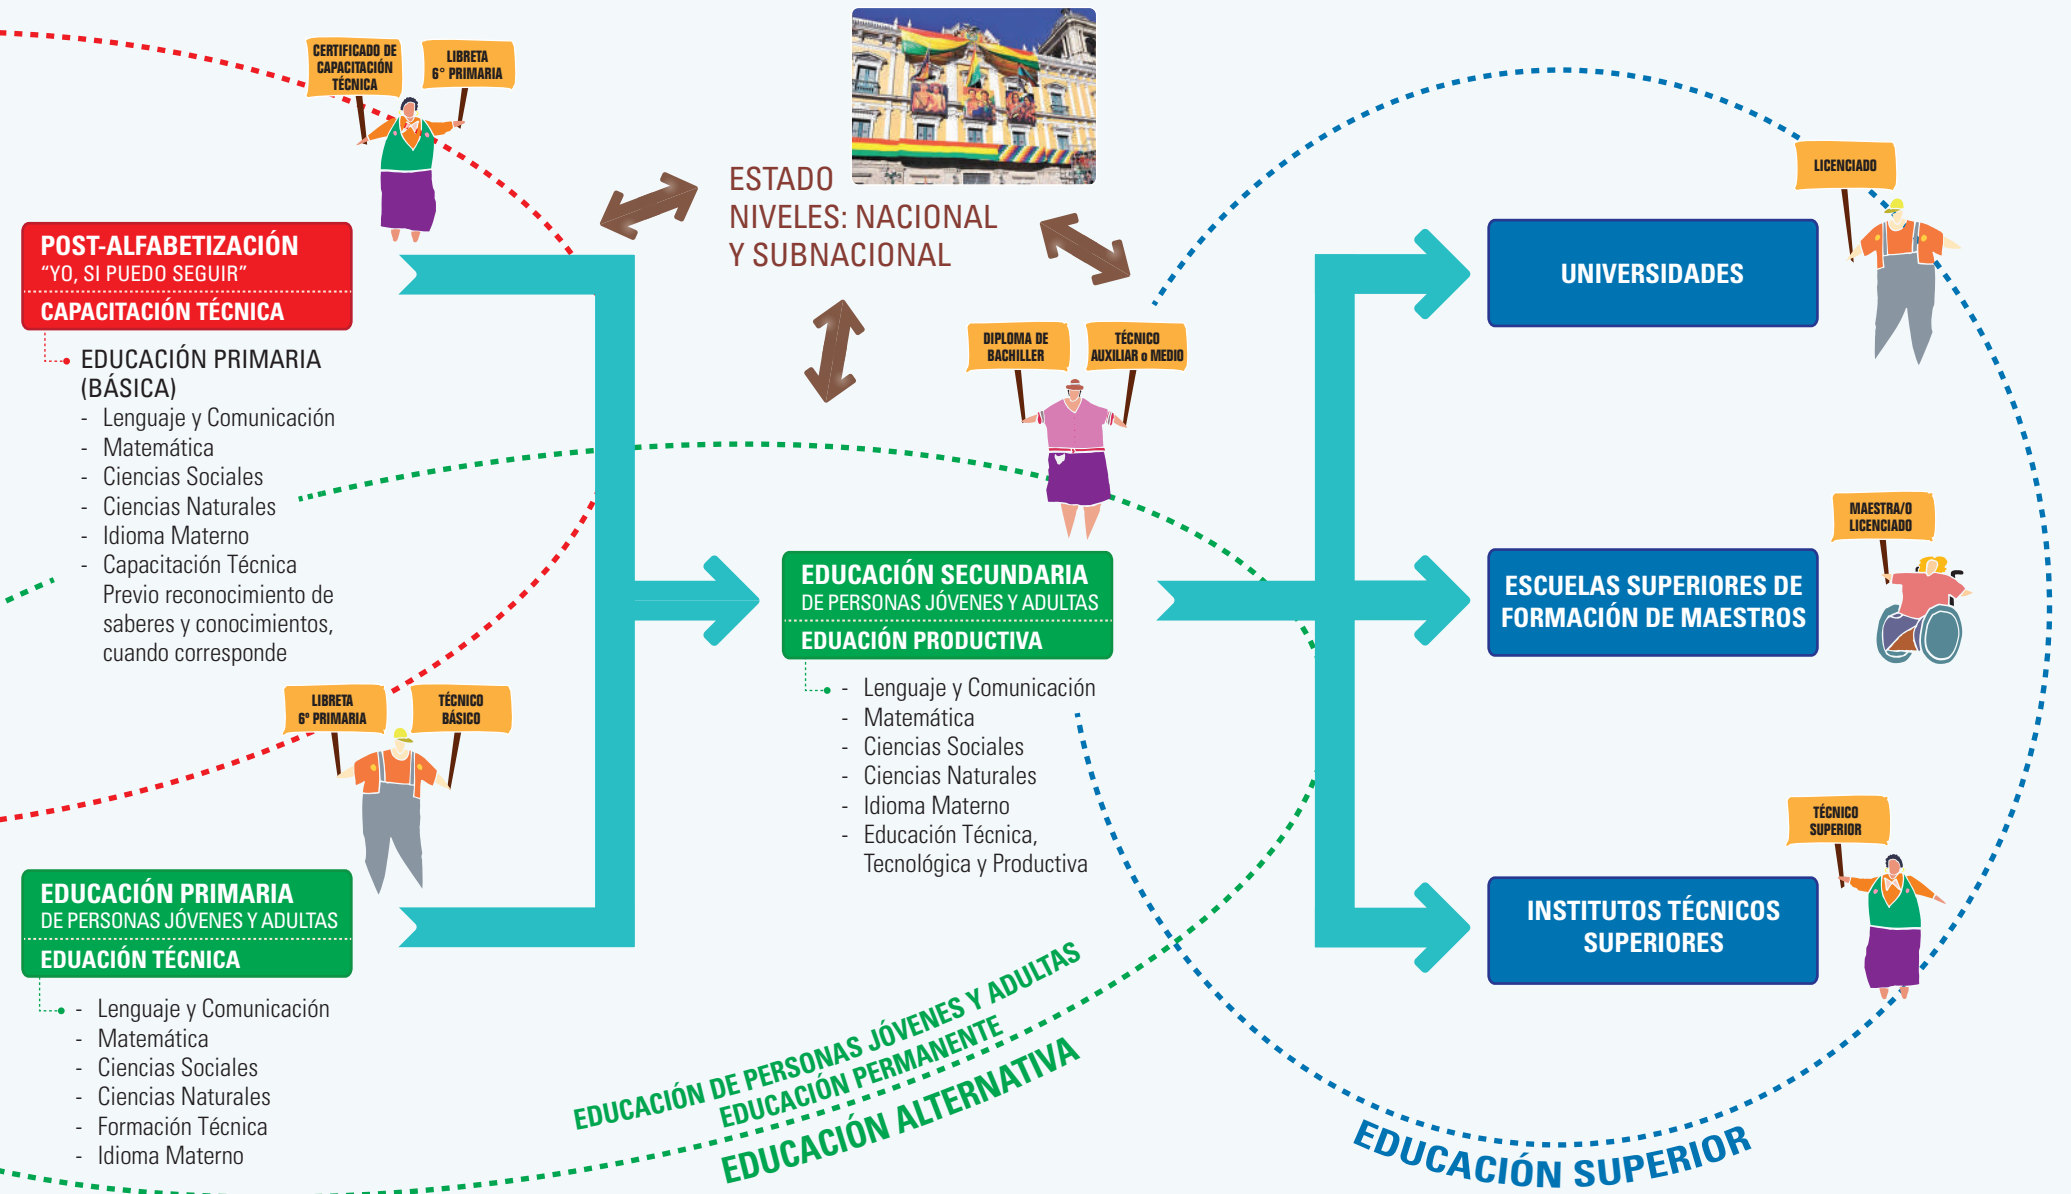 CERTIFICADO DE
CAPACITACIÓN
TÉCNICA
LIBRETA
6° PRIMARIA
POST-ALFABETIZACIÓN
“YO, SI PUEDO SEGUIR”
CAPACITACIÓN TÉCNICA
EDUCACIÓN PRIMARIA
(BÁSICA)
- Lenguaje y Comunicación
- Matemática
- Ciencias Sociales
- Ciencias Naturales
- Idioma Materno
- Capacitación Técnica
Previo reconocimiento de
saberes y conocimientos,
cuando corresponde
LIBRETA
6º PRIMARIA
TÉCNICO
BÁSICO
EDUCACIÓN PRIMARIA
DE PERSONAS JÓVENES Y ADULTAS
EDUACIÓN TÉCNICA
- Lenguaje y Comunicación
- Matemática
- Ciencias Sociales
- Ciencias Naturales
- Formación Técnica
- Idioma Materno
ESTADO
NIVELES: NACIONAL
Y SUBNACIONAL
DIPLOMA DE
BACHILLER
TÉCNICO
AUXILIAR o MEDIO
EDUCACIÓN SECUNDARIA
DE PERSONAS JÓVENES Y ADULTAS
EDUACIÓN PRODUCTIVA
- Lenguaje y Comunicación
- Matemática
- Ciencias Sociales
- Ciencias Naturales
- Idioma Materno
- Educación Técnica,
Tecnológica y Productiva
EDUCACIÓN DE PERSONAS JÓVENES Y ADULTAS
EDUCACIÓN PERMANENTE
EDUCACIÓN ALTERNATIVA
LICENCIADO
UNIVERSIDADES
MAESTRA/O
LICENCIADO
ESCUELAS SUPERIORES DE
FORMACIÓN DE MAESTROS
TÉCNICO
SUPERIOR
INSTITUTOS TÉCNICOS
SUPERIORES
EDUCACIÓN SUPERIOR